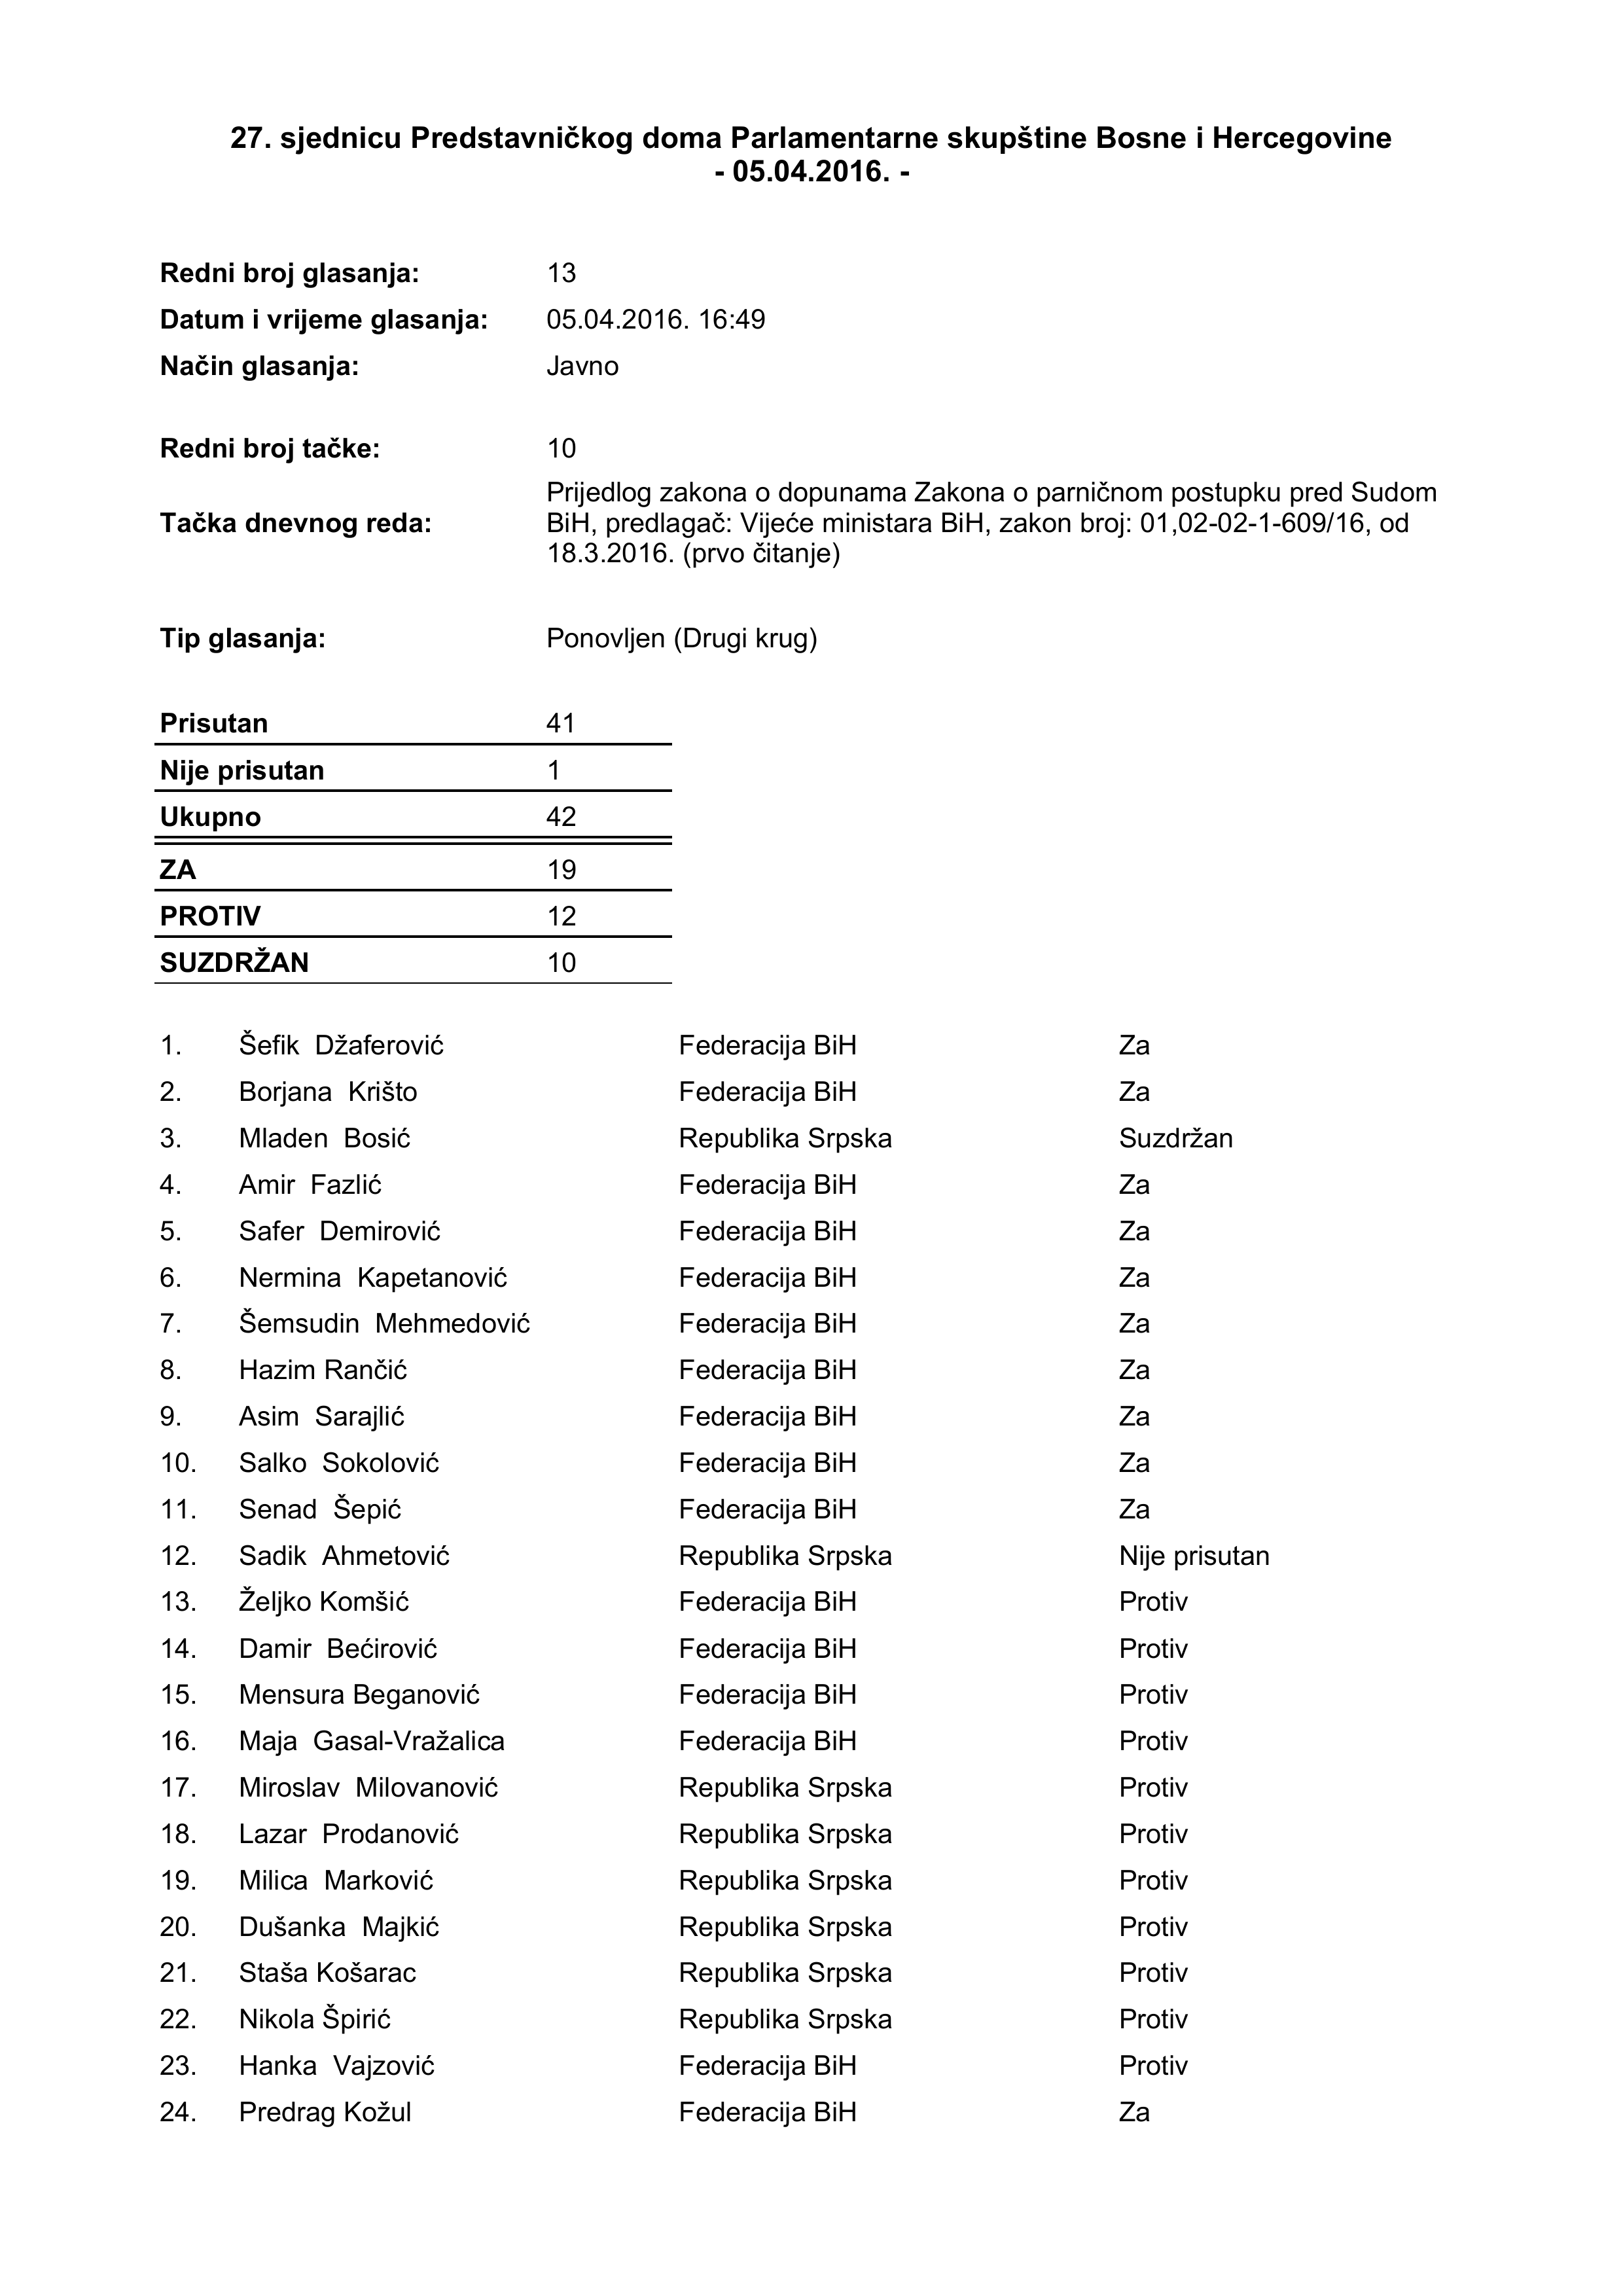 27. sjednicu Predstavničkog doma Parlamentarne skupštine Bosne i Hercegovine
- 05.04.2016. -
Redni broj glasanja: 13
Datum i vrijeme glasanja: 05.04.2016. 16:49
Način glasanja: Javno
Redni broj tačke: 10
Tačka dnevnog reda: Prijedlog zakona o dopunama Zakona o parničnom postupku pred Sudom
BiH, predlagač: Vijeće ministara BiH, zakon broj: 01,02-02-1-609/16, od
18.3.2016. (prvo čitanje)
Tip glasanja: Ponovljen (Drugi krug)
Prisutan 41
Nije prisutan 1
Ukupno 42
ZA 19
PROTIV 12
SUZDRŽAN 10
1. Šefik Džaferović Federacija BiH Za
2. Borjana Krišto Federacija BiH Za
3. Mladen Bosić Republika Srpska Suzdržan
4. Amir Fazlić Federacija BiH Za
5. Safer Demirović Federacija BiH Za
6. Nermina Kapetanović Federacija BiH Za
7. Šemsudin Mehmedović Federacija BiH Za
8. Hazim Rančić Federacija BiH Za
9. Asim Sarajlić Federacija BiH Za
10. Salko Sokolović Federacija BiH Za
11. Senad Šepić Federacija BiH Za
12. Sadik Ahmetović Republika Srpska Nije prisutan
13. Željko Komšić Federacija BiH Protiv
14. Damir Bećirović Federacija BiH Protiv
15. Mensura Beganović Federacija BiH Protiv
16. Maja Gasal-Vražalica Federacija BiH Protiv
17. Miroslav Milovanović Republika Srpska Protiv
18. Lazar Prodanović Republika Srpska Protiv
19. Milica Marković Republika Srpska Protiv
20. Dušanka Majkić Republika Srpska Protiv
21. Staša Košarac Republika Srpska Protiv
22. Nikola Špirić Republika Srpska Protiv
23. Hanka Vajzović Federacija BiH Protiv
24. Predrag Kožul Federacija BiH Za